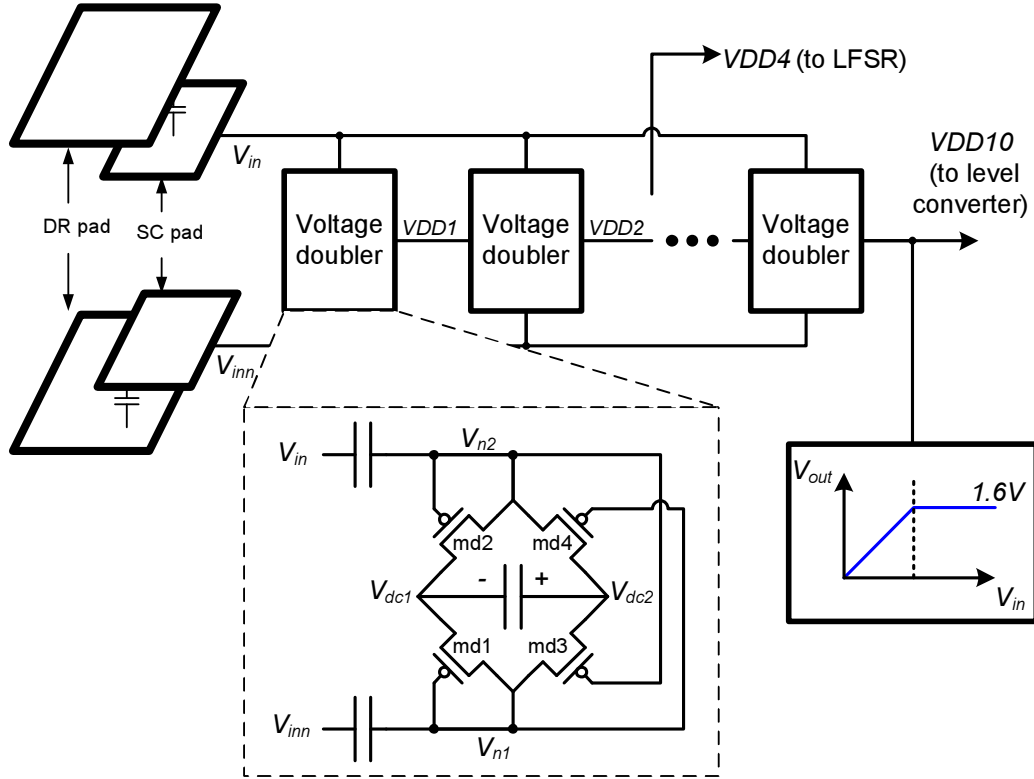 VDD4 (to LFSR)
VDD10
(to level
converter)
Vin
DR pad
SC pad
Voltage
doubler
VDD1
Voltage
doubler
VDD2
Voltage
doubler
Vinn
Vin
Vn2
md2
md4
Vdc1
-
+
Vdc2
md1
md3
Vinn
Vn1
Vout
1.6V
Vin